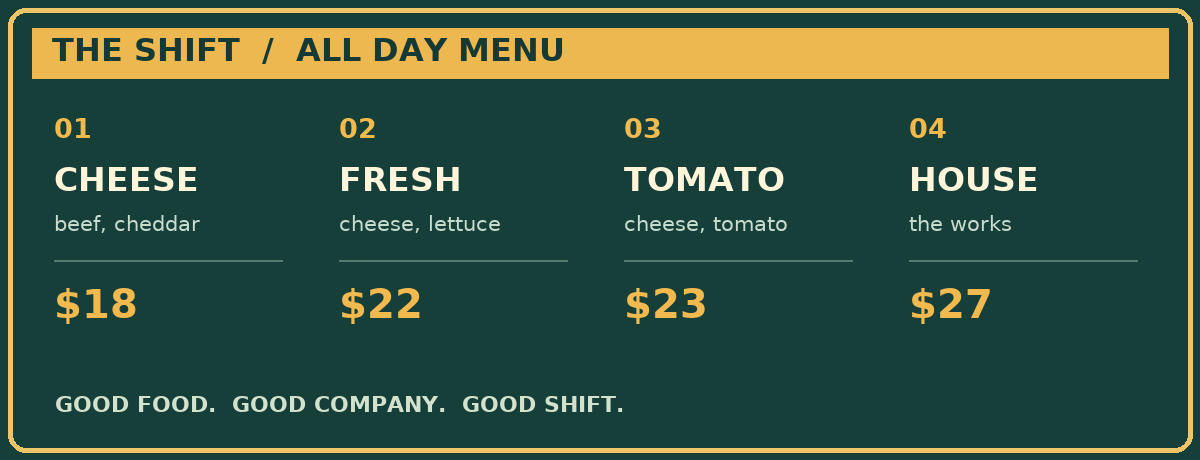 THE SHIFT / ALL DAY MENU
01
CHEESE
beef, cheddar
$18
02
FRESH
cheese, lettuce
$22
03
TOMATO
cheese, tomato
$23
04
HOUSE
the works
$27
GOOD FOOD. GOOD COMPANY. GOOD SHIFT.